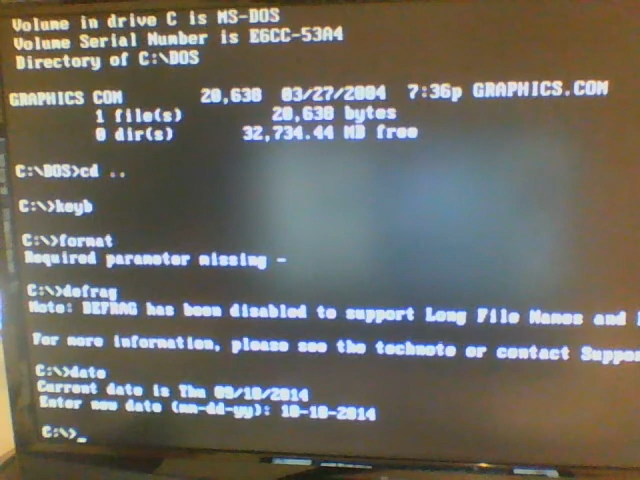 Volume in drive C is MS-DOS
Volume Serial Number is E6CC-53A4
Directory of C:\DOS
GRAPHICS COM 20,630 03/27/2004 7:36p GRAPHICS.COM
1 file(s) 20,630 bytes
0 dir(s) 32,734.44 MB free
C:\DOS>cd ..
C:\>keyb
C:\>format
Required parameter missing -
C:\>defrag
Note: DEFRAG has been disabled to support Long File Names and
For more information, please see the technote or contact Suppo
C:\>date
Current date is Thu 09/18/2014
Enter new date (mm-dd-yy): 10-10-2014
C:\>_